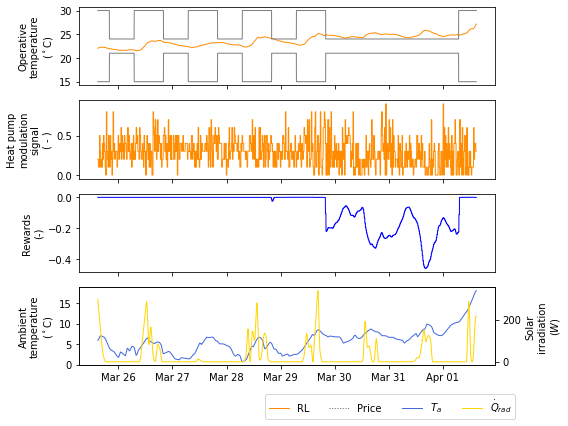 Operative
temperature
(°C)
30
25
20
15
Heat pump
modulation
signal
( - )
0.5
0.0
Rewards
(-)
0.0
−0.2
−0.4
Ambient
temperature
(°C)
15
10
5
0
200
0
Solar
irradiation
(W)
Mar 26 Mar 27 Mar 28 Mar 29 Mar 30 Mar 31 Apr 01
RL Price Tₐ Q̇rad